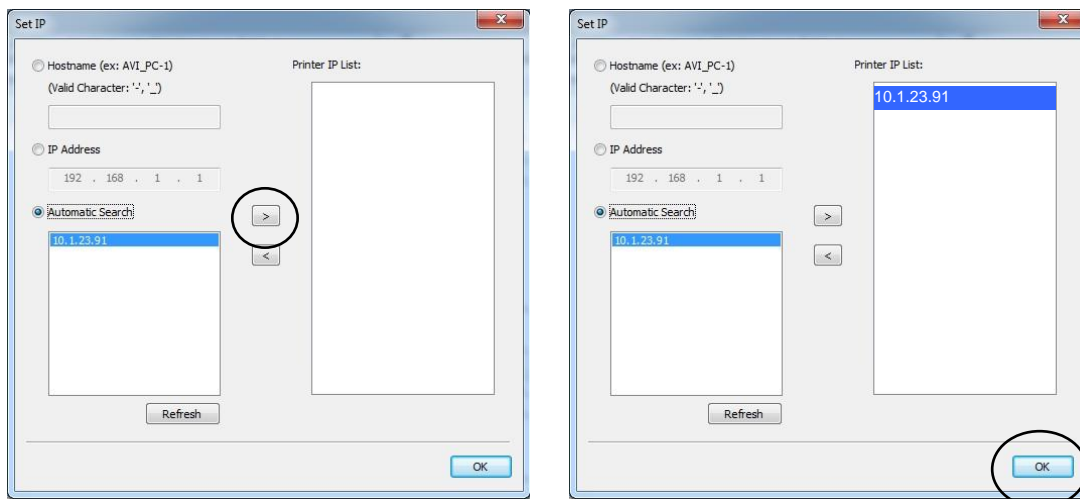 Set IP
Hostname (ex: AVI_PC-1)
Printer IP List:
(Valid Character: '-', '_')
IP Address
192 . 168 . 1 . 1
Automatic Search
>
10.1.23.91
<
Refresh
OK
Set IP
Hostname (ex: AVI_PC-1)
Printer IP List:
(Valid Character: '-', '_')
10.1.23.91
IP Address
192 . 168 . 1 . 1
Automatic Search
>
10.1.23.91
<
Refresh
OK